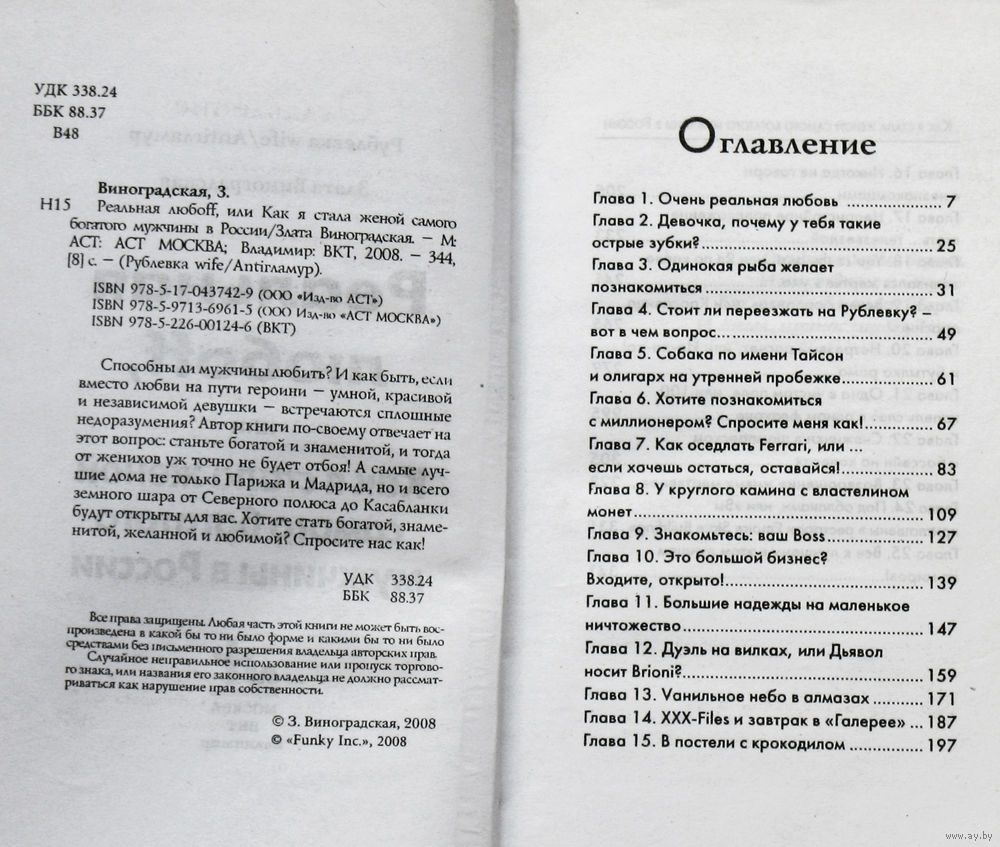 УДК 338.24
ББК 88.37
В48
Виноградская, З.
Н15 Реальная любоff, или Как я стала женой самого
богатого мужчины в России/Злата Виноградская. – М:
АСТ: АСТ МОСКВА; Владимир: ВКТ, 2008. – 344,
[8] с. – (Рублевка wife/Antiгламур).
ISBN 978-5-17-043742-9 (ООО «Изд-во АСТ»)
ISBN 978-5-9713-6961-5 (ООО Изд-во «АСТ МОСКВА»)
ISBN 978-5-226-00124-6 (ВКТ)
Способны ли мужчины любить? И как быть, если
вместо любви на пути героини – умной, красивой
и независимой девушки – встречаются сплошные
недоразумения? Автор книги по-своему отвечает на
этот вопрос: станьте богатой и знаменитой, и тогда
от женихов уж точно не будет отбоя! А самые луч-
шие дома не только Парижа и Мадрида, но и всего
земного шара от Северного полюса до Касабланки
будут открыты для вас. Хотите стать богатой, знаме-
нитой, желанной и любимой? Спросите нас как!
УДК 338.24
ББК 88.37
Все права защищены. Любая часть этой книги не может быть вос-
произведена в какой бы то ни было форме и какими бы то ни было
средствами без письменного разрешения владельца авторских прав.
Случайное неправильное использование или пропуск торгово-
го знака, или названия его законного владельца не должно рассмат-
риваться как нарушение прав собственности.
© З. Виноградская, 2008
© «Funky Inc.», 2008
Оглавление
Глава 1. Очень реальная любовь ..................... 7
Глава 2. Девочка, почему у тебя такие
острые зубки?..................... 25
Глава 3. Одинокая рыба желает
познакомиться ..................... 31
Глава 4. Стоит ли переезжать на Рублевку? –
вот в чем вопрос..................... 49
Глава 5. Собака по имени Тайсон
и олигарх на утренней пробежке..................... 61
Глава 6. Хотите познакомиться
с миллионером? Спросите меня как!..................... 67
Глава 7. Как оседлать Ferrari, или ...
если хочешь остаться, оставайся!..................... 83
Глава 8. У круглого камина с властелином
монет ..................... 109
Глава 9. Знакомьтесь: ваш Boss..................... 127
Глава 10. Это большой бизнес?
Входите, открыто!..................... 139
Глава 11. Большие надежды на маленькое
ничтожество ..................... 147
Глава 12. Дуэль на вилках, или Дьявол
носит Brioni?..................... 159
Глава 13. Vанильное небо в алмазах ..................... 171
Глава 14. XXX-Files и завтрак в «Галерее» ... 187
Глава 15. В постели с крокодилом ..................... 197
www.ay.by